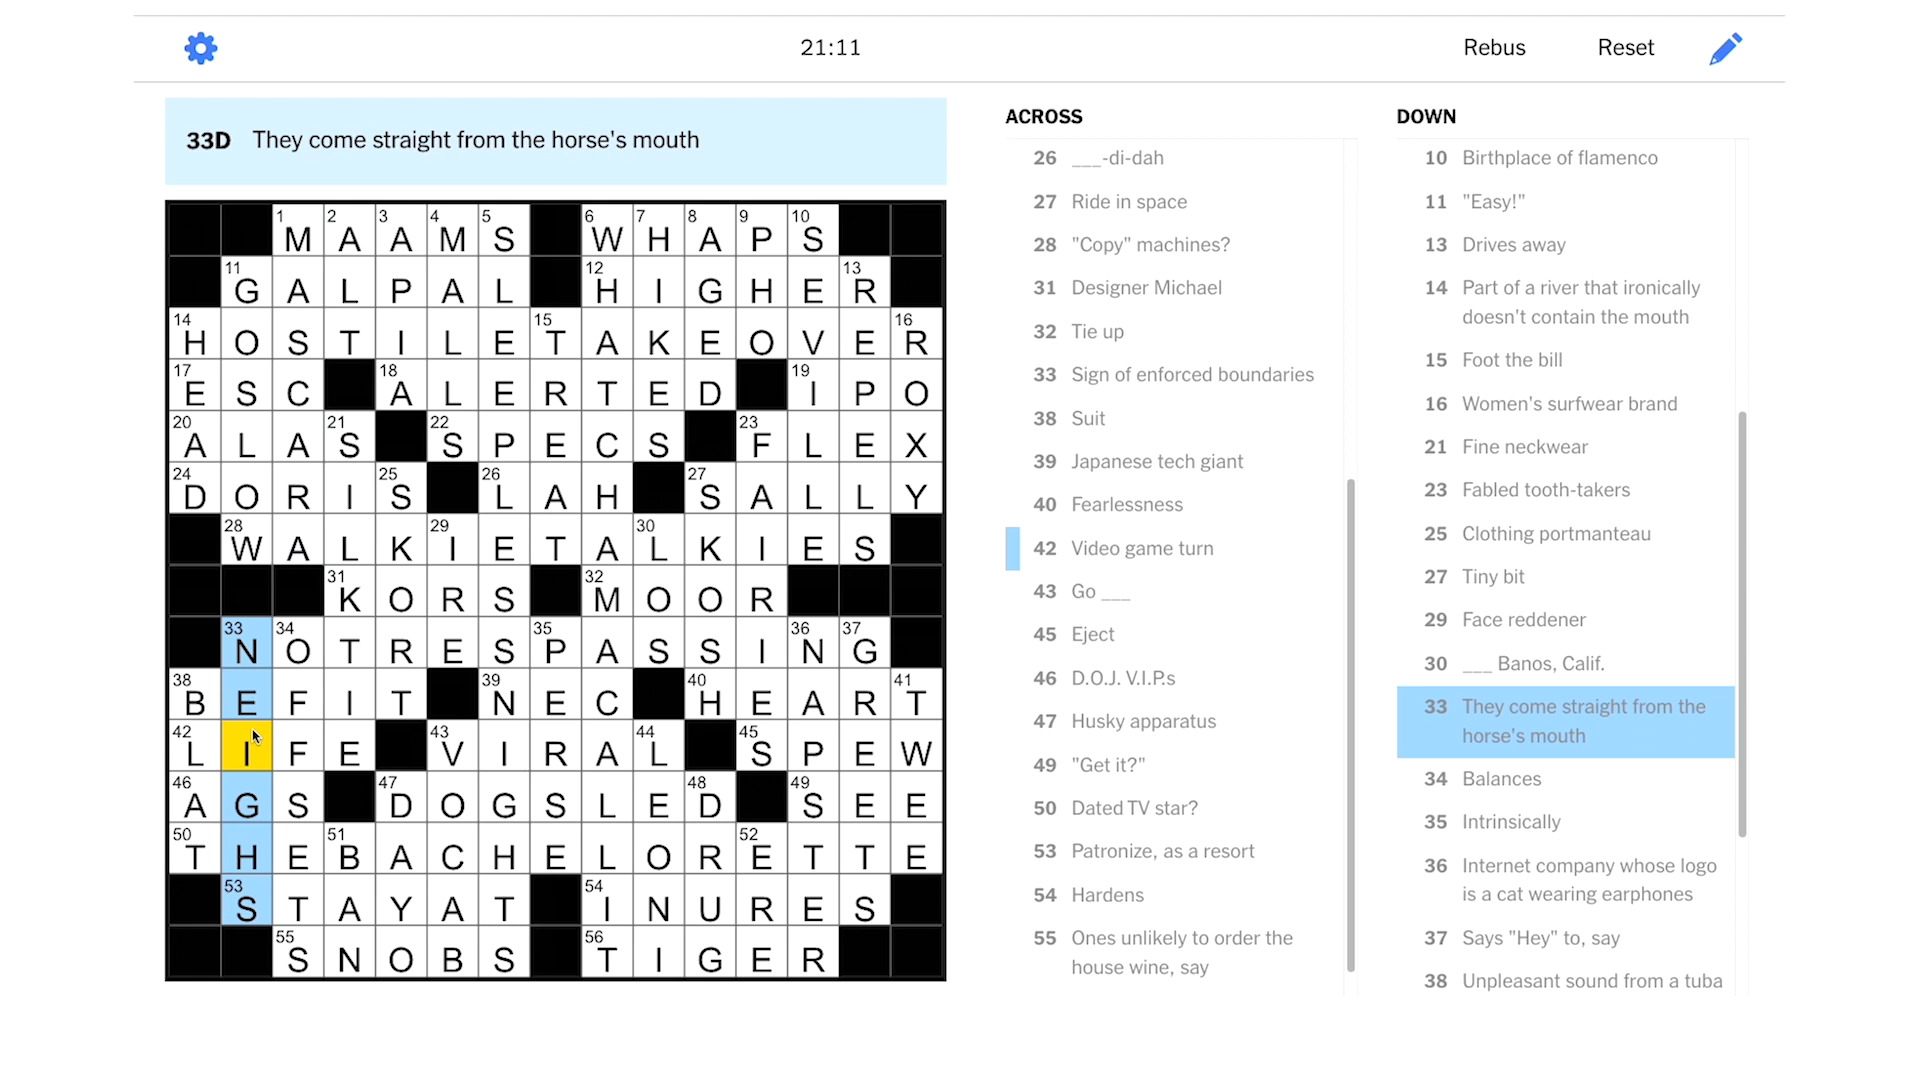 21:11
Rebus
Reset
33D They come straight from the horse's mouth
1 M 2 A 3 A 4 M 5 S 6 W 7 H 8 A 9 P 10 S
11 G A L P A L 12 H I G H E 13 R
14 H O S T I L E 15 T A K E O V E 16 R
17 E S C 18 A L E R T E D 19 I P O
20 A L A 21 S 22 S P E C S 23 F L E X
24 D O R I 25 S 26 L A H 27 S A L L Y
28 W A L K 29 I E T A 30 L K I E S
31 K O R S 32 M O O R
33 N 34 O T R E S 35 P A S S I 36 N 37 G
38 B E F I T 39 N E C 40 H E A R 41 T
42 L I F E 43 V I R A 44 L 45 S P E W
46 A G S 47 D O G S L E 48 D 49 S E E
50 T H E 51 B A C H E L O R 52 E T T E
53 S T A Y A T 54 I N U R E S
55 S N O B S 56 T I G E R
ACROSS
26 ___-di-dah
27 Ride in space
28 "Copy" machines?
31 Designer Michael
32 Tie up
33 Sign of enforced boundaries
38 Suit
39 Japanese tech giant
40 Fearlessness
42 Video game turn
43 Go ___
45 Eject
46 D.O.J. V.I.P.s
47 Husky apparatus
49 "Get it?"
50 Dated TV star?
53 Patronize, as a resort
54 Hardens
55 Ones unlikely to order the
house wine, say
DOWN
10 Birthplace of flamenco
11 "Easy!"
13 Drives away
14 Part of a river that ironically
doesn't contain the mouth
15 Foot the bill
16 Women's surfwear brand
21 Fine neckwear
23 Fabled tooth-takers
25 Clothing portmanteau
27 Tiny bit
29 Face reddener
30 ___ Banos, Calif.
33 They come straight from the
horse's mouth
34 Balances
35 Intrinsically
36 Internet company whose logo
is a cat wearing earphones
37 Says "Hey" to, say
38 Unpleasant sound from a tuba